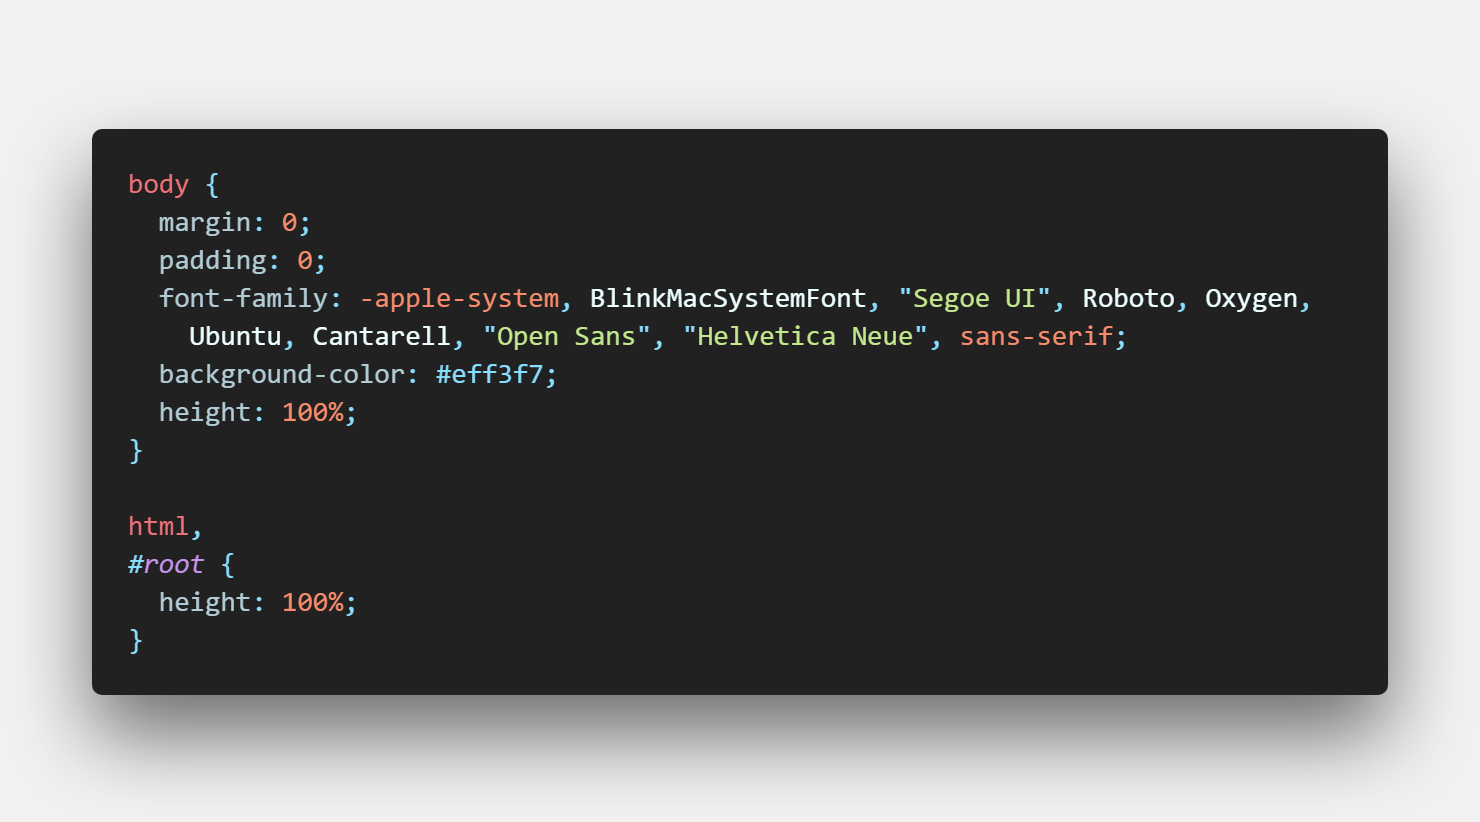 body {
  margin: 0;
  padding: 0;
  font-family: -apple-system, BlinkMacSystemFont, "Segoe UI", Roboto, Oxygen,
    Ubuntu, Cantarell, "Open Sans", "Helvetica Neue", sans-serif;
  background-color: #eff3f7;
  height: 100%;
}

html,
#root {
  height: 100%;
}